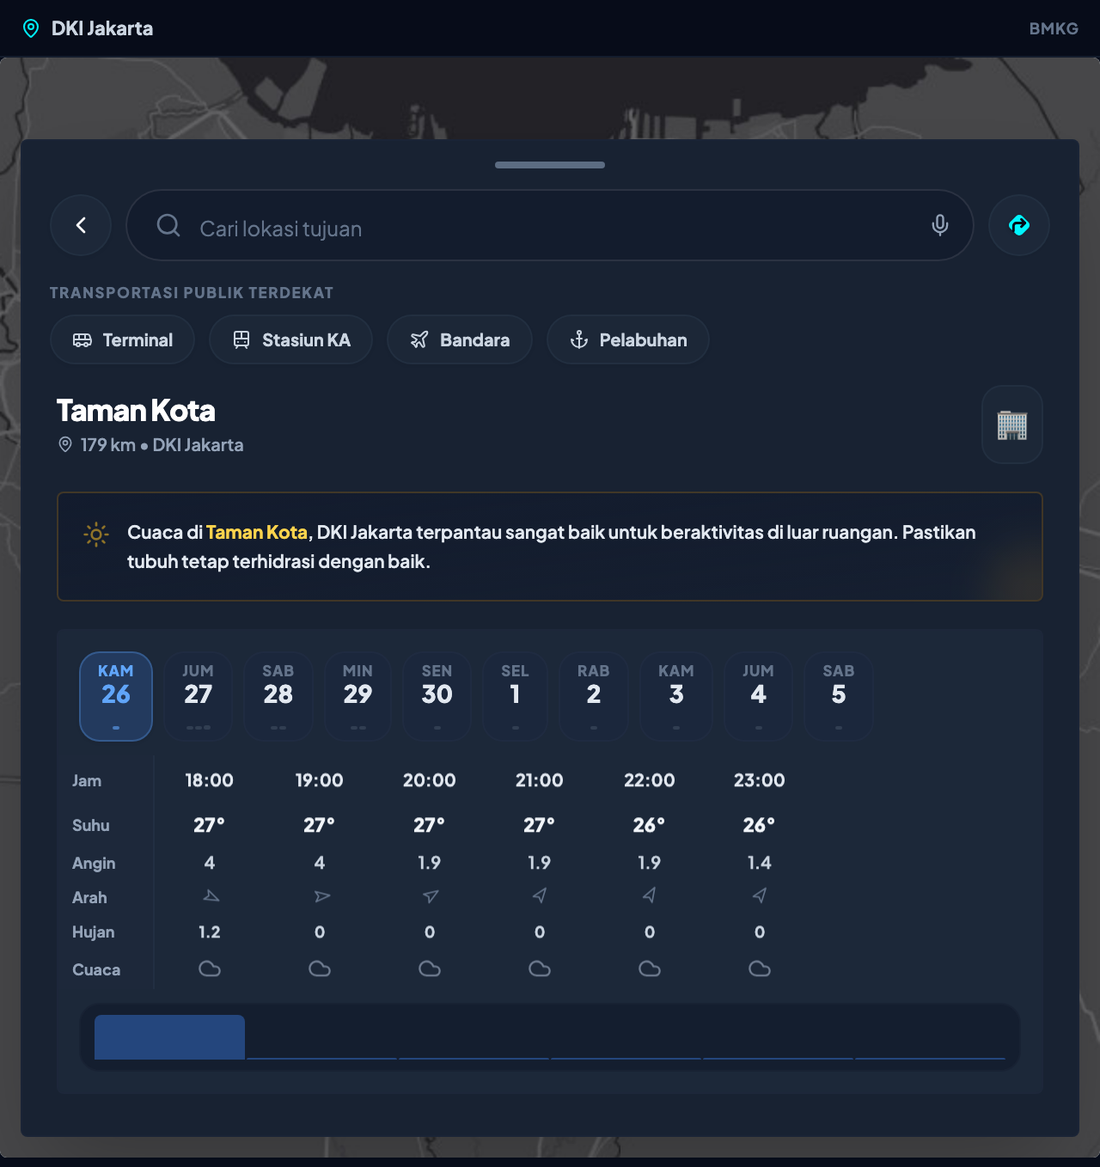 DKI Jakarta
BMKG
Cari lokasi tujuan
TRANSPORTASI PUBLIK TERDEKAT
Terminal Stasiun KA Bandara Pelabuhan
Taman Kota
179 km • DKI Jakarta
Cuaca di Taman Kota, DKI Jakarta terpantau sangat baik untuk beraktivitas di luar ruangan. Pastikan
tubuh tetap terhidrasi dengan baik.
KAM JUM SAB MIN SEN SEL RAB KAM JUM SAB
26 27 28 29 30 1 2 3 4 5
- --- -- -- - - - - - -
Jam 18:00 19:00 20:00 21:00 22:00 23:00
Suhu 27° 27° 27° 27° 26° 26°
Angin 4 4 1.9 1.9 1.9 1.4
Arah
Hujan 1.2 0 0 0 0 0
Cuaca